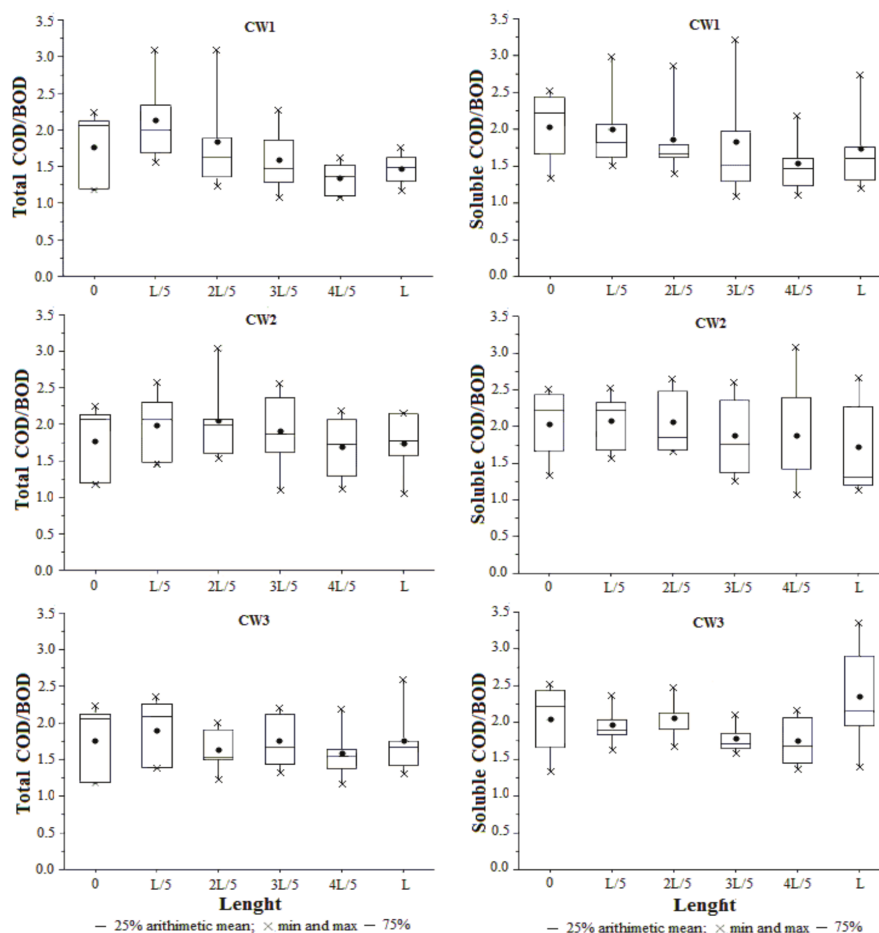 CW1
Total COD/BOD
3.5
3.0
2.5
2.0
1.5
1.0
0.5
0.0
0 L/5 2L/5 3L/5 4L/5 L
CW1
Soluble COD/BOD
3.5
3.0
2.5
2.0
1.5
1.0
0.5
0.0
0 L/5 2L/5 3L/5 4L/5 L
CW2
Total COD/BOD
3.5
3.0
2.5
2.0
1.5
1.0
0.5
0.0
0 L/5 2L/5 3L/5 4L/5 L
CW2
Soluble COD/BOD
3.5
3.0
2.5
2.0
1.5
1.0
0.5
0.0
0 L/5 2L/5 3L/5 4L/5 L
CW3
Total COD/BOD
3.5
3.0
2.5
2.0
1.5
1.0
0.5
0.0
0 L/5 2L/5 3L/5 4L/5 L
Lenght
— 25% arithimetic mean; × min and max — 75%
CW3
Soluble COD/BOD
3.5
3.0
2.5
2.0
1.5
1.0
0.5
0.0
0 L/5 2L/5 3L/5 4L/5 L
Lenght
— 25% arithimetic mean; × min and max — 75%